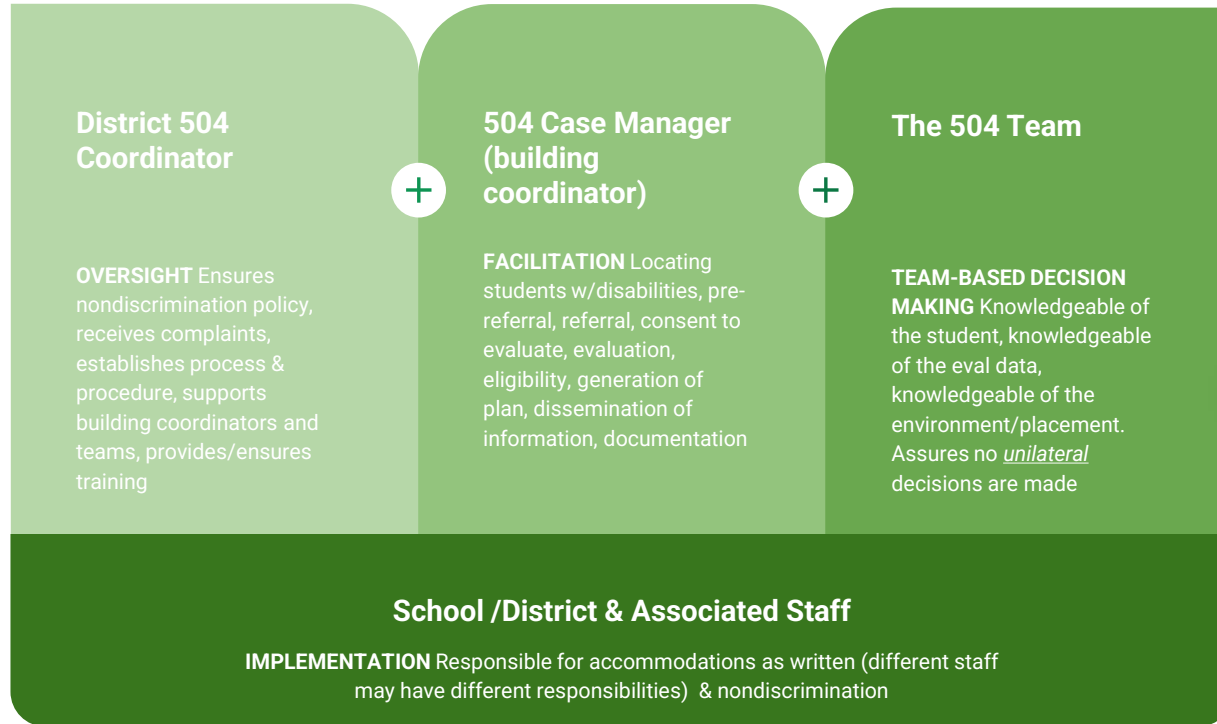 District 504
Coordinator
OVERSIGHT Ensures
nondiscrimination policy,
receives complaints,
establishes process &
procedure, supports
building coordinators and
teams, provides/ensures
training
504 Case Manager
(building
coordinator)
FACILITATION Locating
students w/disabilities, pre-
referral, referral, consent to
evaluate, evaluation,
eligibility, generation of
plan, dissemination of
information, documentation
The 504 Team
TEAM-BASED DECISION
MAKING Knowledgeable of
the student, knowledgeable
of the eval data,
knowledgeable of the
environment/placement.
Assures no unilateral
decisions are made
School /District & Associated Staff
IMPLEMENTATION Responsible for accommodations as written (different staff
may have different responsibilities) & nondiscrimination